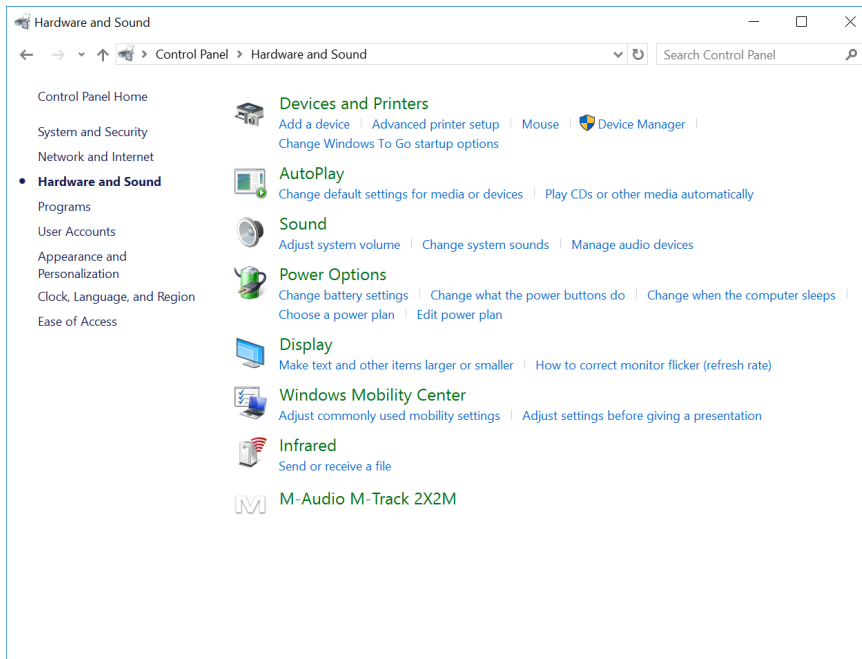 Hardware and Sound
Control Panel > Hardware and Sound
Search Control Panel
Control Panel Home
System and Security
Network and Internet
Hardware and Sound
Programs
User Accounts
Appearance and
Personalization
Clock, Language, and Region
Ease of Access
Devices and Printers
Add a device | Advanced printer setup | Mouse | Device Manager |
Change Windows To Go startup options
AutoPlay
Change default settings for media or devices | Play CDs or other media automatically
Sound
Adjust system volume | Change system sounds | Manage audio devices
Power Options
Change battery settings | Change what the power buttons do | Change when the computer sleeps |
Choose a power plan | Edit power plan
Display
Make text and other items larger or smaller | How to correct monitor flicker (refresh rate)
Windows Mobility Center
Adjust commonly used mobility settings | Adjust settings before giving a presentation
Infrared
Send or receive a file
M
M-Audio M-Track 2X2M